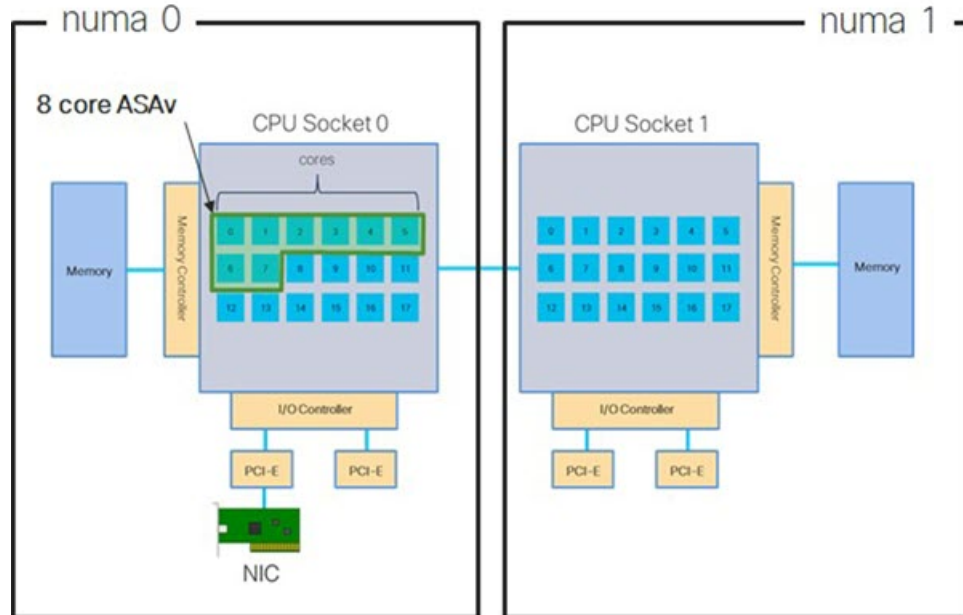 numa 0
numa 1
8 core ASAv
CPU Socket 0
CPU Socket 1
cores
0 1 2 3 4 5
6 7 8 9 10 11
12 13 14 15 16 17
0 1 2 3 4 5
6 7 8 9 10 11
12 13 14 15 16 17
Memory
Memory Controller
Memory Controller
Memory
I/O Controller
I/O Controller
PCI-E
PCI-E
PCI-E
PCI-E
NIC